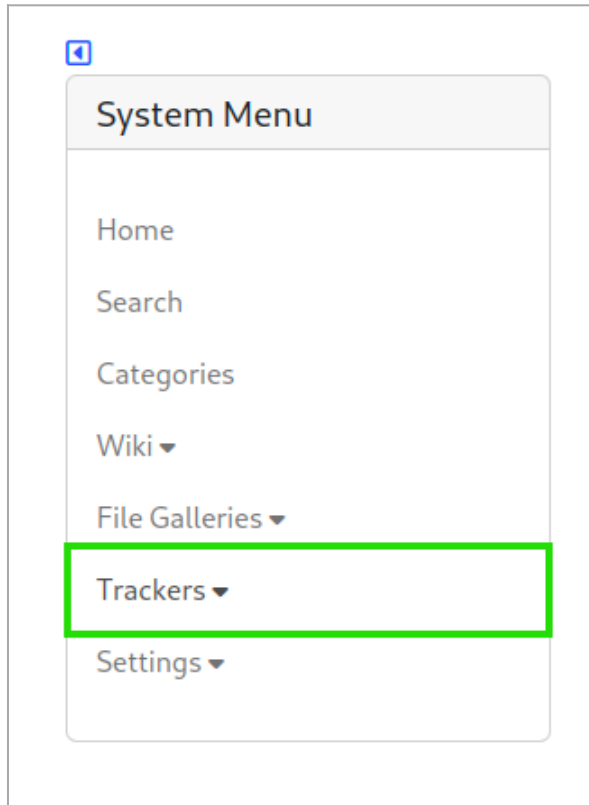 System Menu
Home
Search
Categories
Wiki
File Galleries
Trackers
Settings